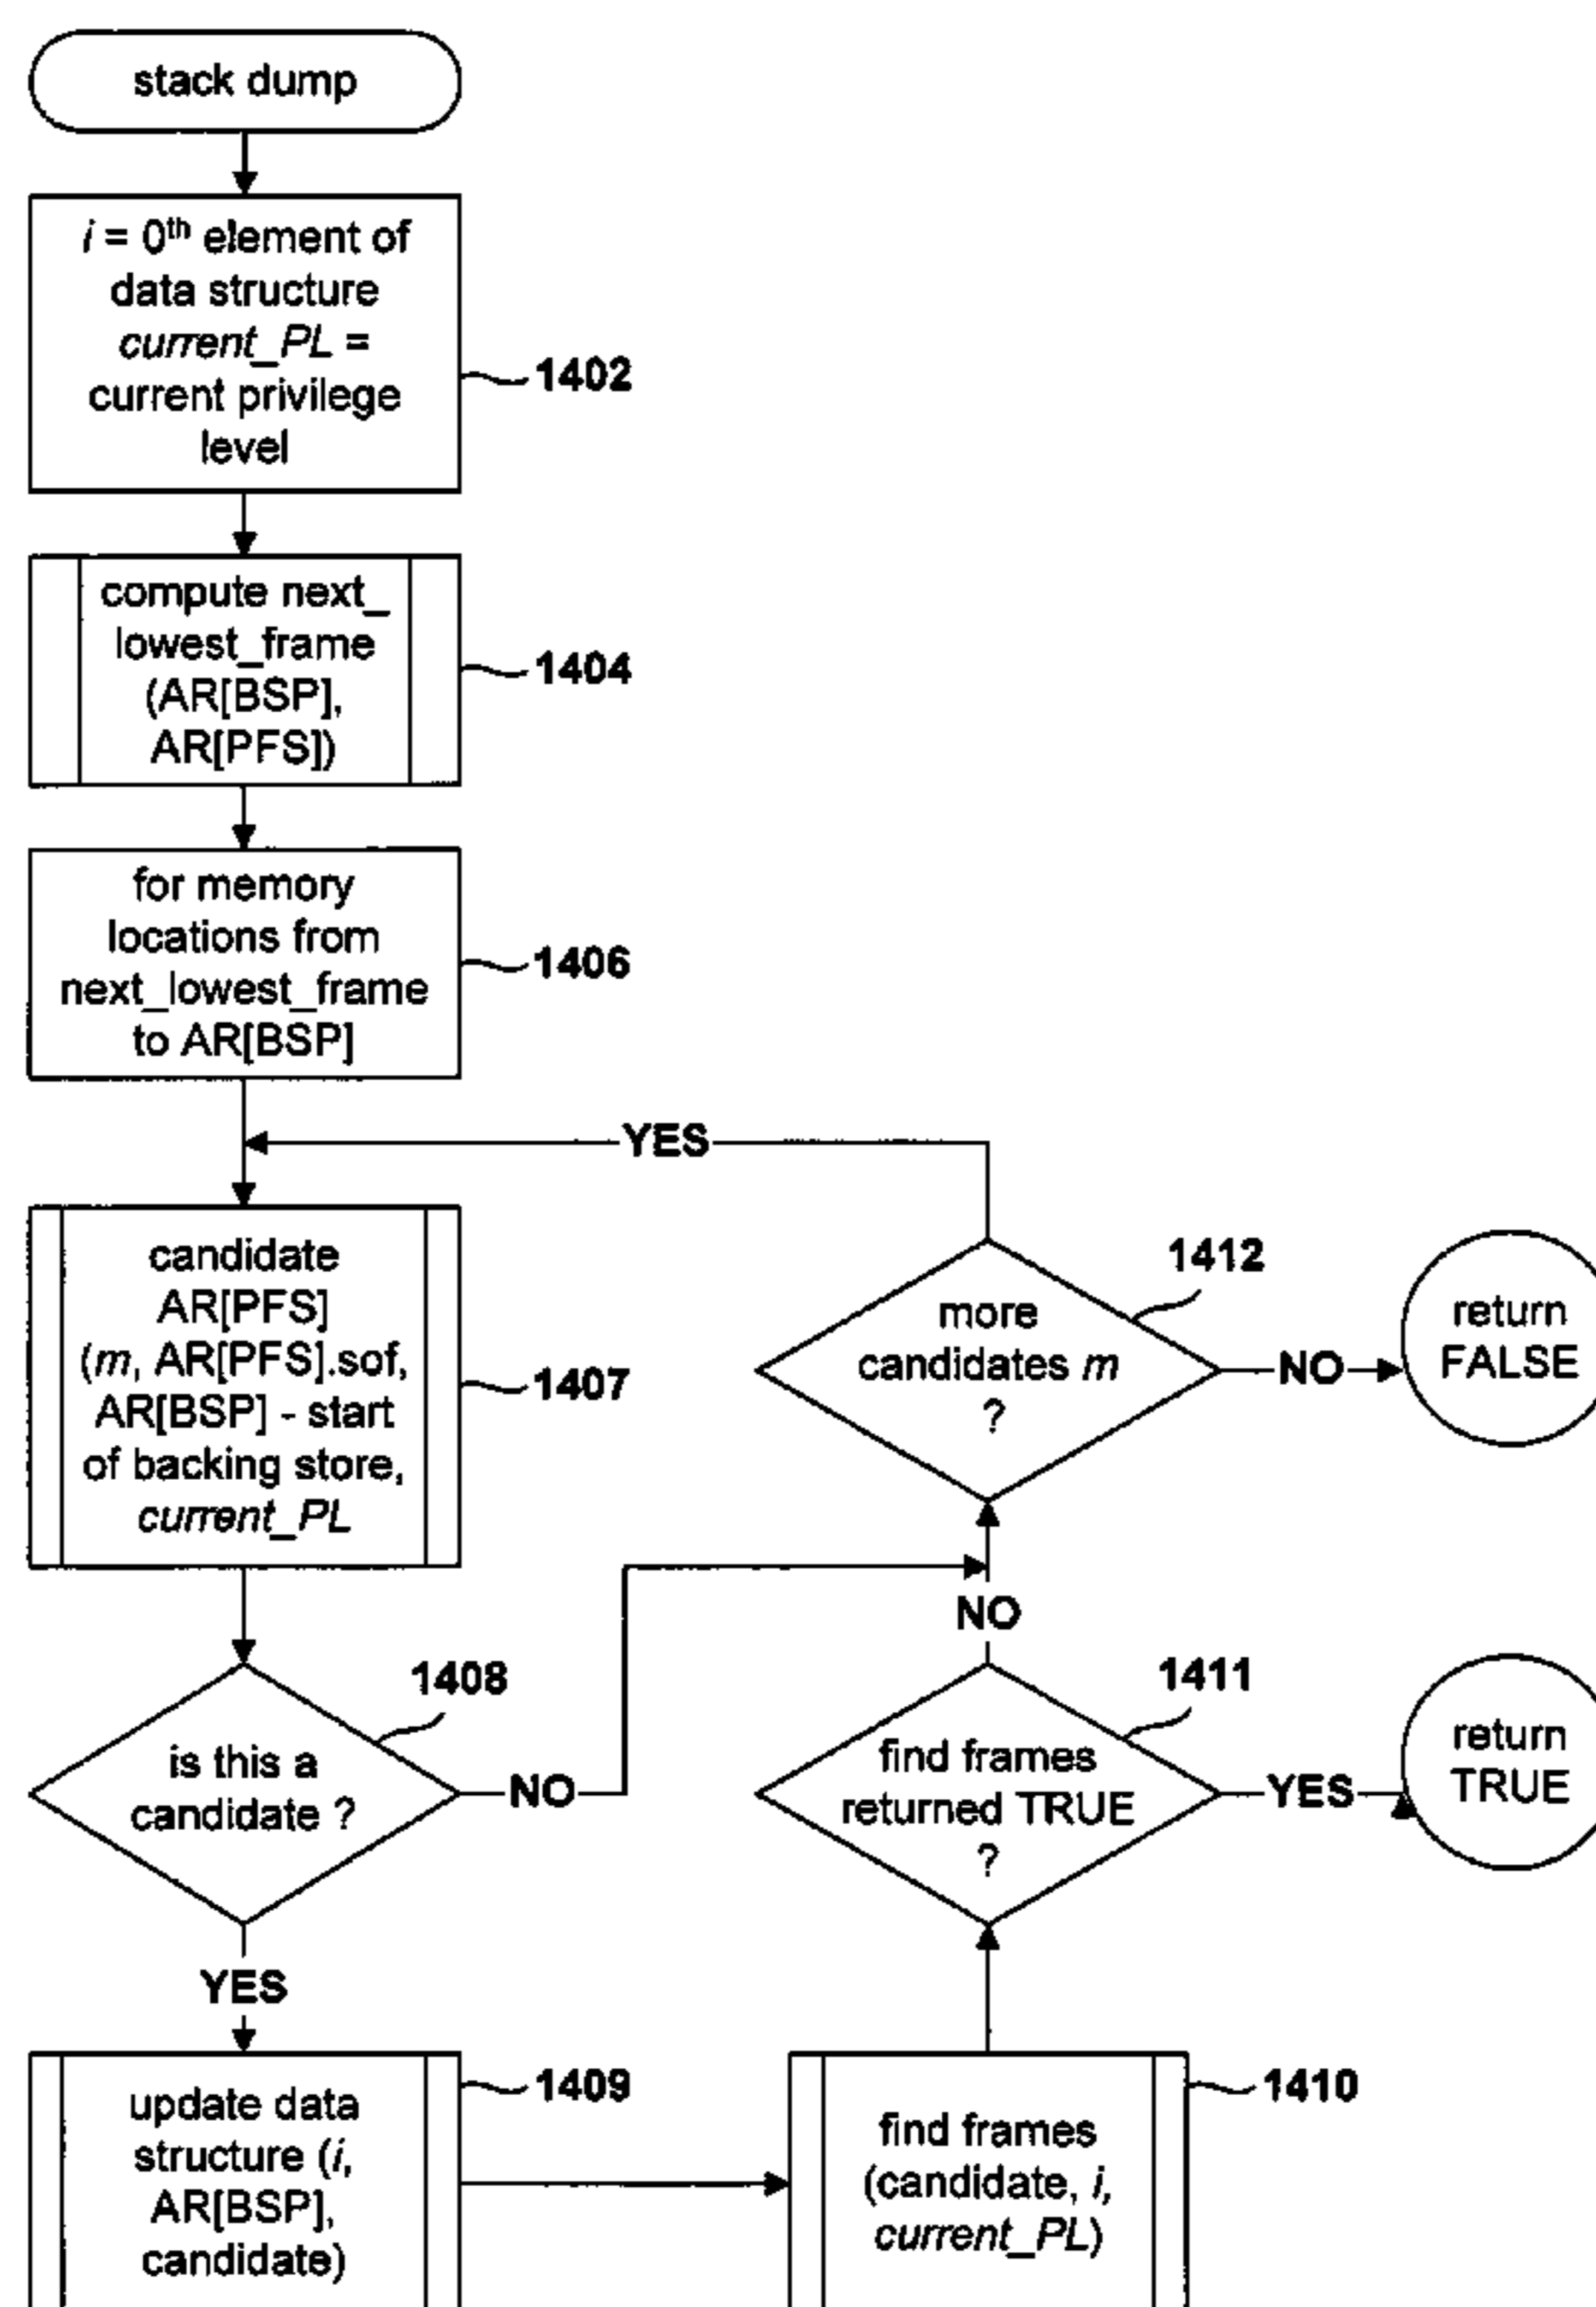 stack dump
i = 0th element of
data structure
current_PL =
current privilege
level
1402
compute next_
lowest_frame
(AR[BSP],
AR[PFS])
1404
for memory
locations from
next_lowest_frame
to AR[BSP]
1406
YES
candidate
AR[PFS]
(m, AR[PFS].sof,
AR[BSP] - start
of backing store,
current_PL
1407
more
candidates m
?
1412
NO
return
FALSE
is this a
candidate ?
1408
NO
YES
NO
find frames
returned TRUE
?
1411
YES
return
TRUE
update data
structure (i,
AR[BSP],
candidate)
1409
find frames
(candidate, i,
current_PL)
1410